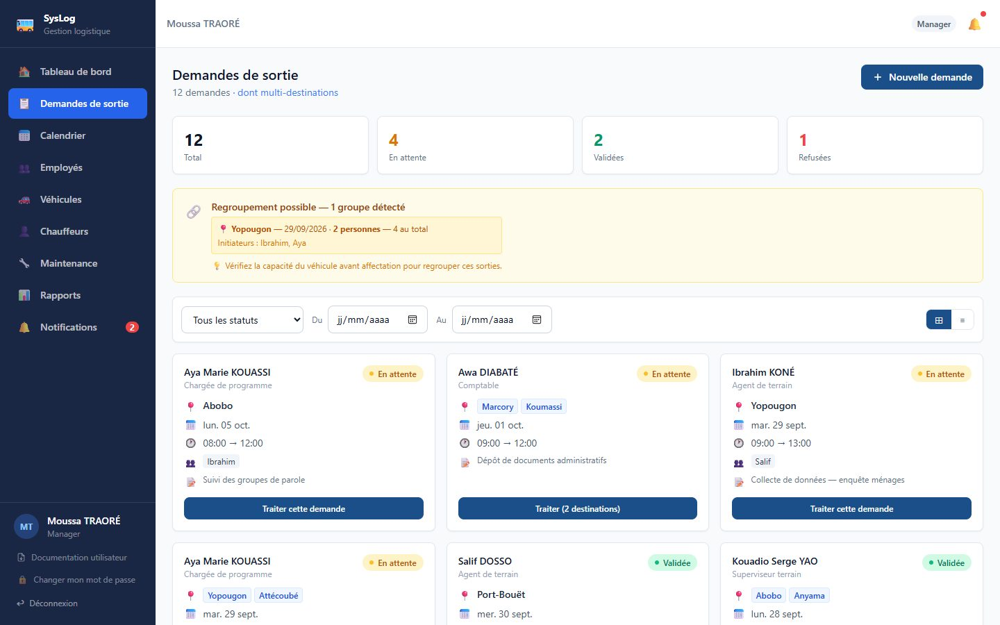 SysLog
Gestion logistique
Tableau de bord
Demandes de sortie
Calendrier
Employés
Véhicules
Chauffeurs
Maintenance
Rapports
Notifications 2
MT
Moussa TRAORÉ
Manager
Documentation utilisateur
Changer mon mot de passe
Déconnexion
Moussa TRAORÉ
Manager
Demandes de sortie
12 demandes · dont multi-destinations
+ Nouvelle demande
12
Total
4
En attente
2
Validées
1
Refusées
Regroupement possible — 1 groupe détecté
Yopougon — 29/09/2026 · 2 personnes — 4 au total
Initiateurs : Ibrahim, Aya
Vérifiez la capacité du véhicule avant affectation pour regrouper ces sorties.
Tous les statuts Du jj/mm/aaaa Au jj/mm/aaaa
Aya Marie KOUASSI
En attente
Chargée de programme
Abobo
lun. 05 oct.
08:00 → 12:00
Ibrahim
Suivi des groupes de parole
Traiter cette demande
Awa DIABATÉ
En attente
Comptable
Marcory Koumassi
jeu. 01 oct.
09:00 → 12:00
Dépôt de documents administratifs
Traiter (2 destinations)
Ibrahim KONÉ
En attente
Agent de terrain
Yopougon
mar. 29 sept.
09:00 → 13:00
Salif
Collecte de données — enquête ménages
Traiter cette demande
Aya Marie KOUASSI
En attente
Chargée de programme
Yopougon Attécoubé
mar. 29 sept.
Salif DOSSO
Validée
Agent de terrain
Port-Bouët
mer. 30 sept.
Kouadio Serge YAO
Validée
Superviseur terrain
Abobo Anyama
lun. 28 sept.